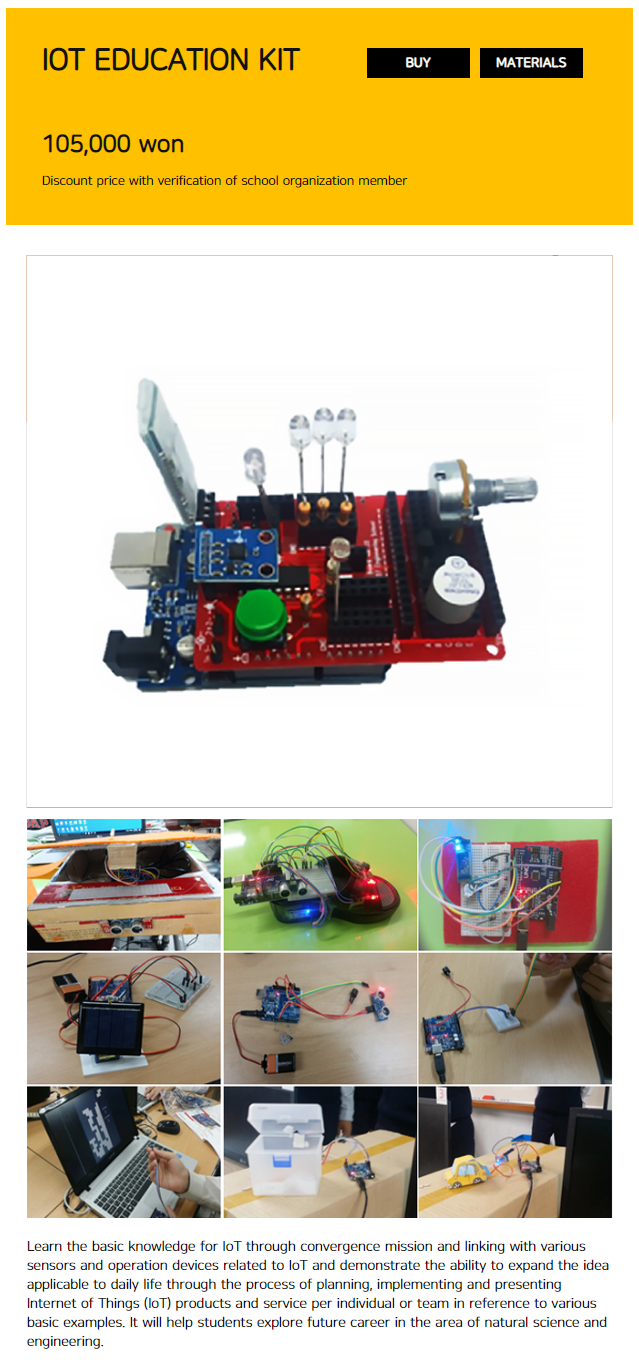 IOT EDUCATION KIT
BUY
MATERIALS
105,000 won
Discount price with verification of school organization member
Learn the basic knowledge for IoT through convergence mission and linking with various
sensors and operation devices related to IoT and demonstrate the ability to expand the idea
applicable to daily life through the process of planning, implementing and presenting
Internet of Things (IoT) products and service per individual or team in reference to various
basic examples. It will help students explore future career in the area of natural science and
engineering.